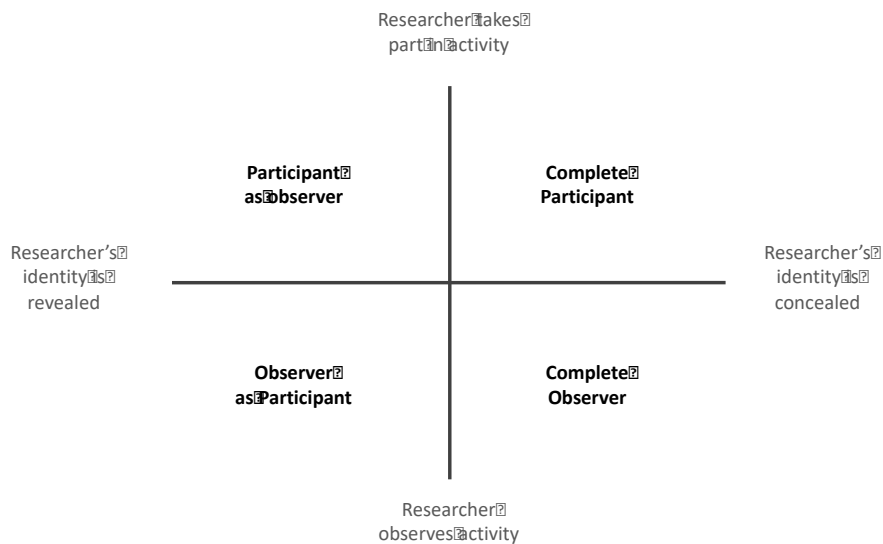 Researcher takes
part in activity
Participant
as observer
Complete
Participant
Researcher's
identity is
revealed
Researcher's
identity is
concealed
Observer
as Participant
Complete
Observer
Researcher
observes activity